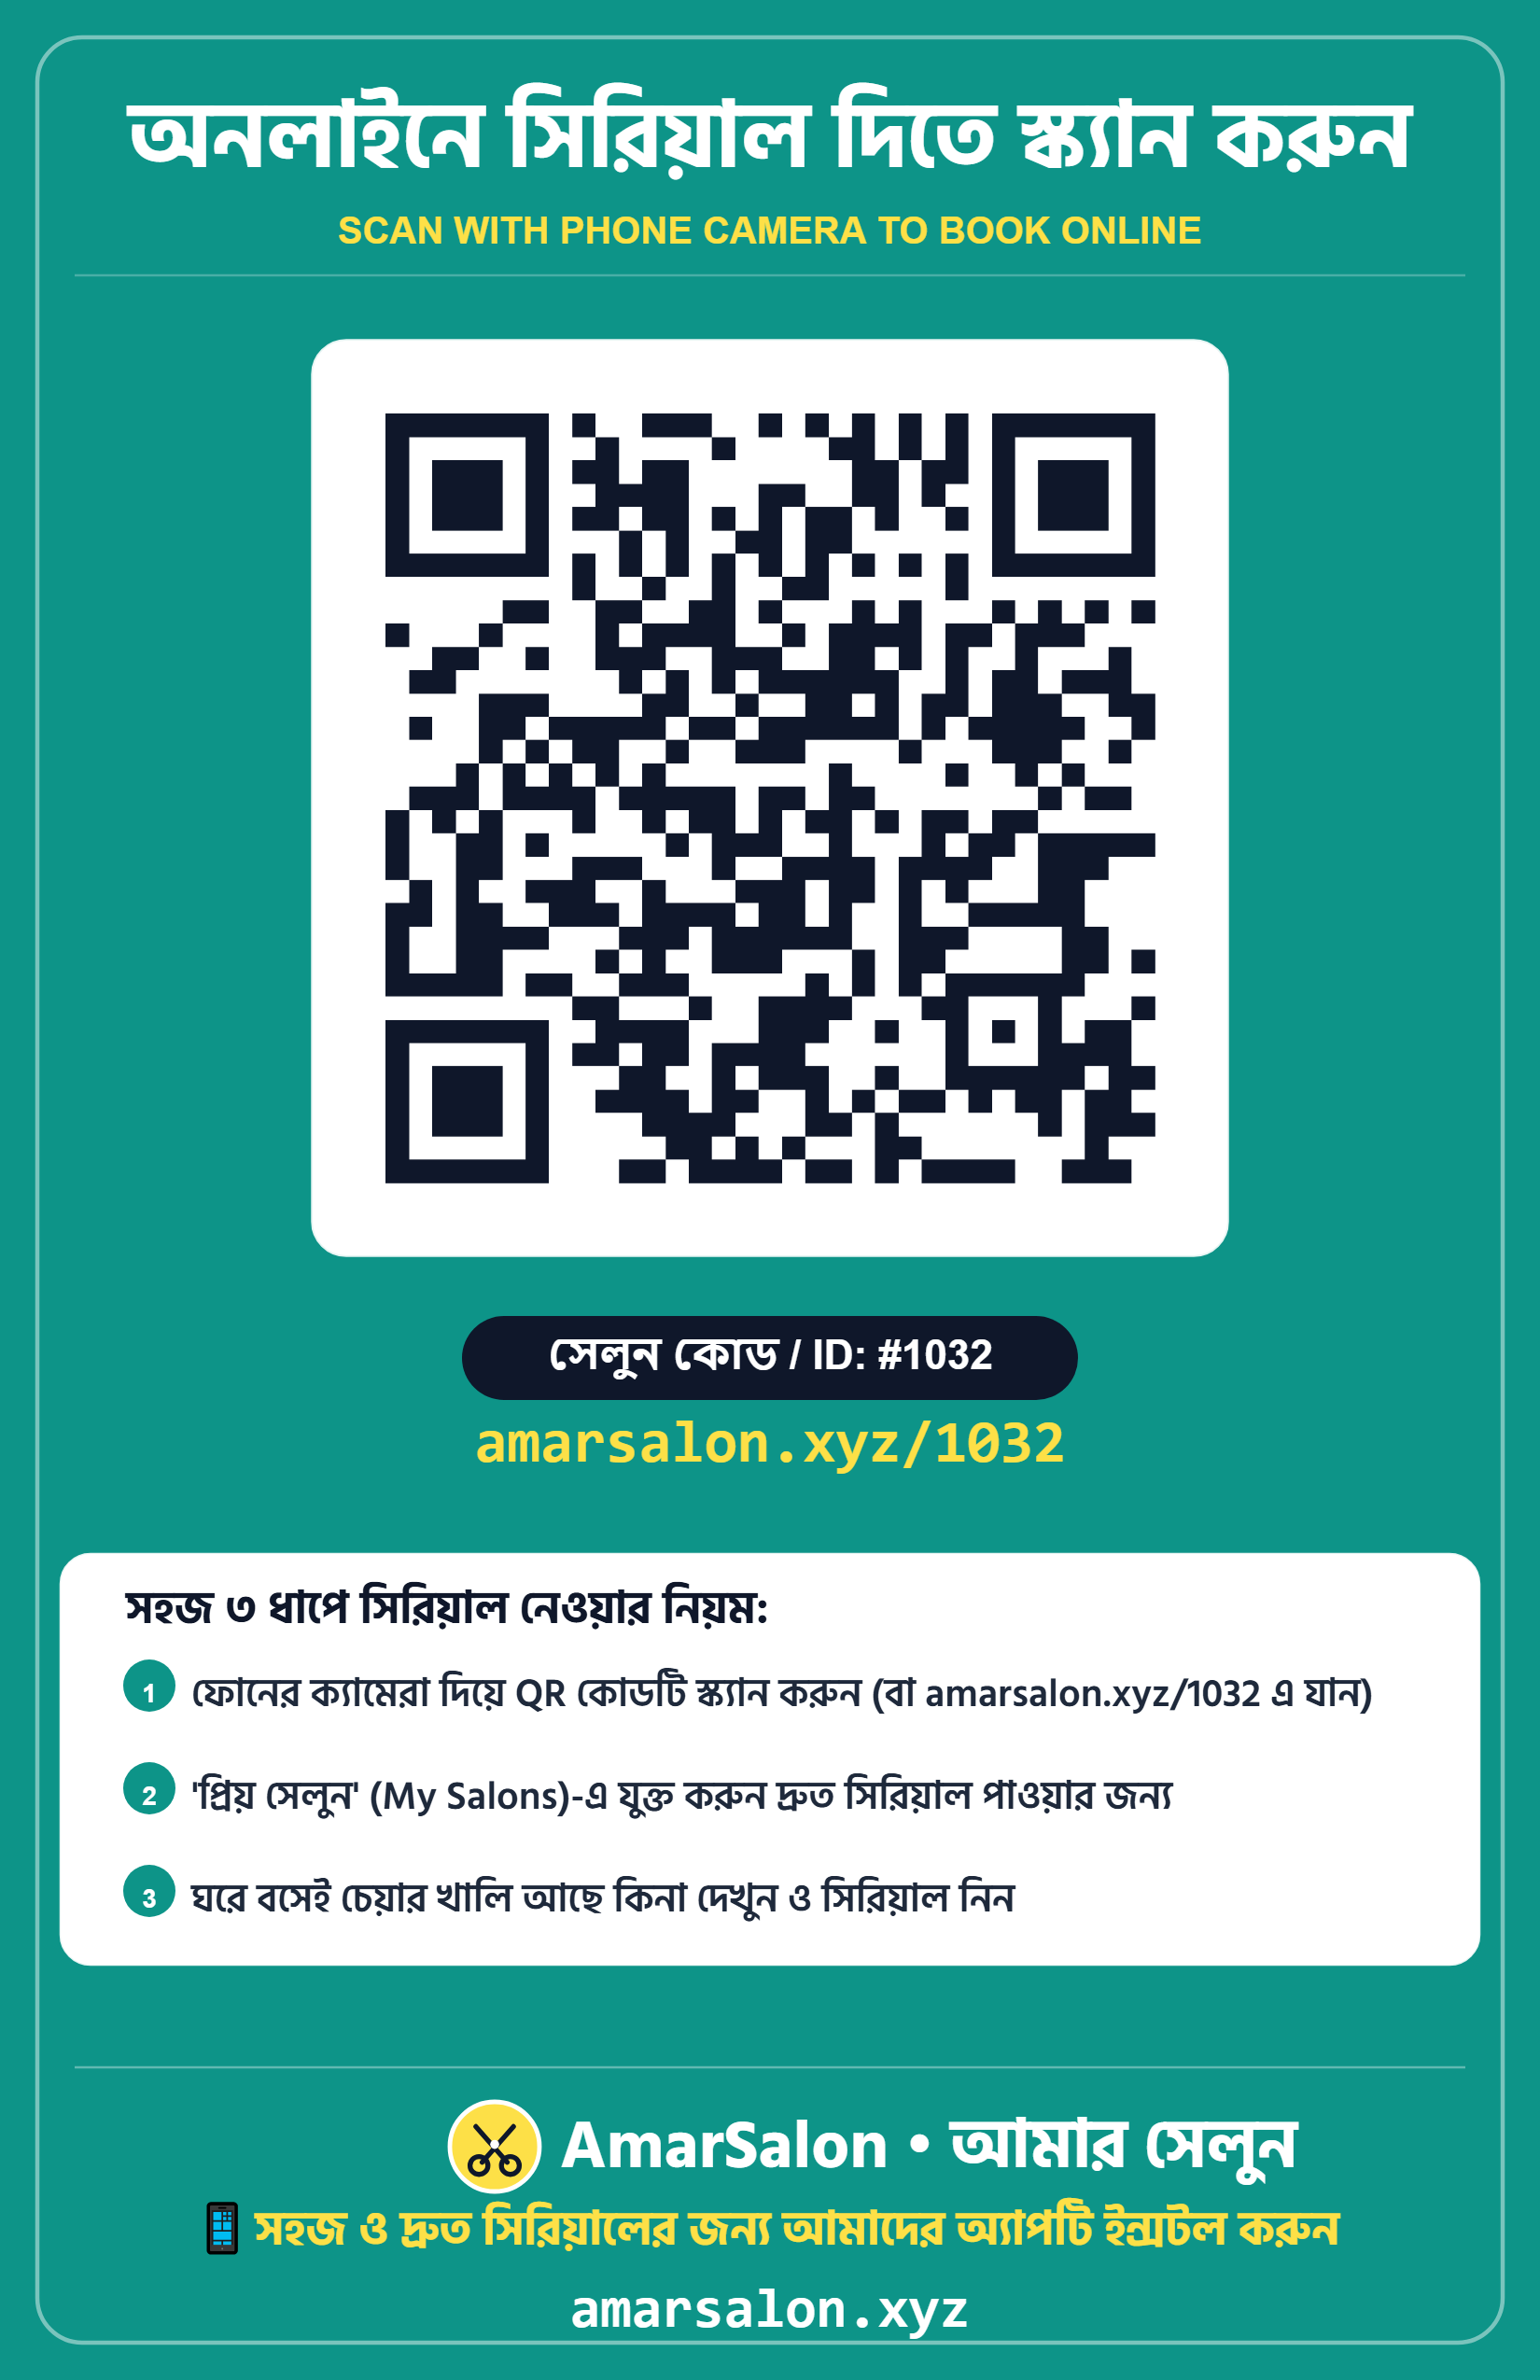 অনলাইনে সিরিয়াল দিতে স্ক্যান করুন
SCAN WITH PHONE CAMERA TO BOOK ONLINE
সেলুন কোড / ID: #1032
amarsalon.xyz/1032
সহজ ৩ ধাপে সিরিয়াল নেওয়ার নিয়ম:
1 ফোনের ক্যামেরা দিয়ে QR কোডটি স্ক্যান করুন (বা amarsalon.xyz/1032 এ যান)
2 'প্রিয় সেলুন' (My Salons)-এ যুক্ত করুন দ্রুত সিরিয়াল পাওয়ার জন্য
3 ঘরে বসেই চেয়ার খালি আছে কিনা দেখুন ও সিরিয়াল নিন
AmarSalon • আমার সেলুন
সহজ ও দ্রুত সিরিয়ালের জন্য আমাদের অ্যাপটি ইন্সটল করুন
amarsalon.xyz